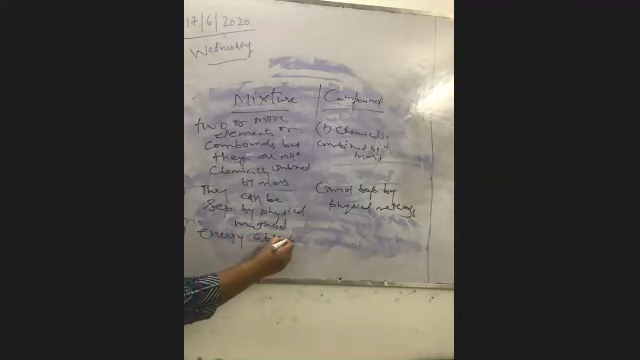 17/6/2020
Wednesday
Mixture
two or more
elements or
Compounds but
they are not
Chemically combined
by mass
They can be
Sep by physical
method
energy
Compound
(1) Chemically
combined by
mass
Cannot Sep by
physical